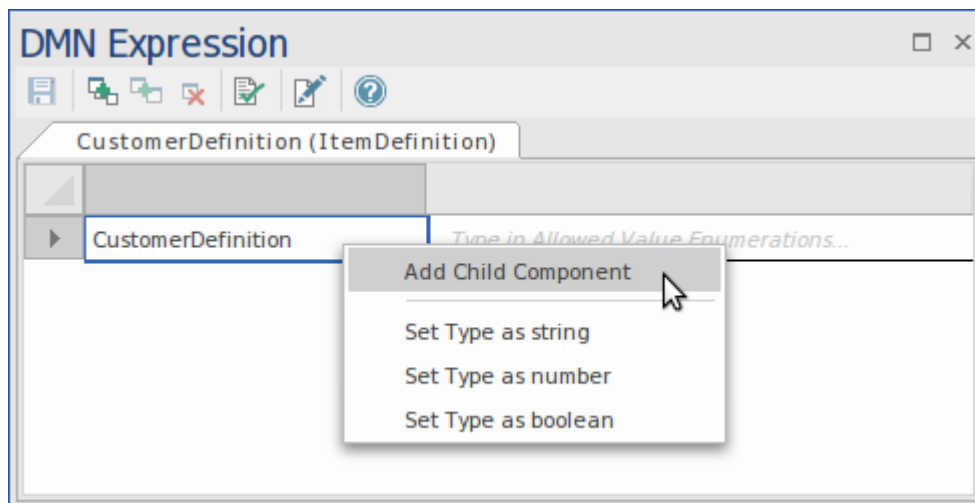 DMN Expression
CustomerDefinition (ItemDefinition)
CustomerDefinition
Type in Allowed Value Enumerations...
Add Child Component
Set Type as string
Set Type as number
Set Type as boolean